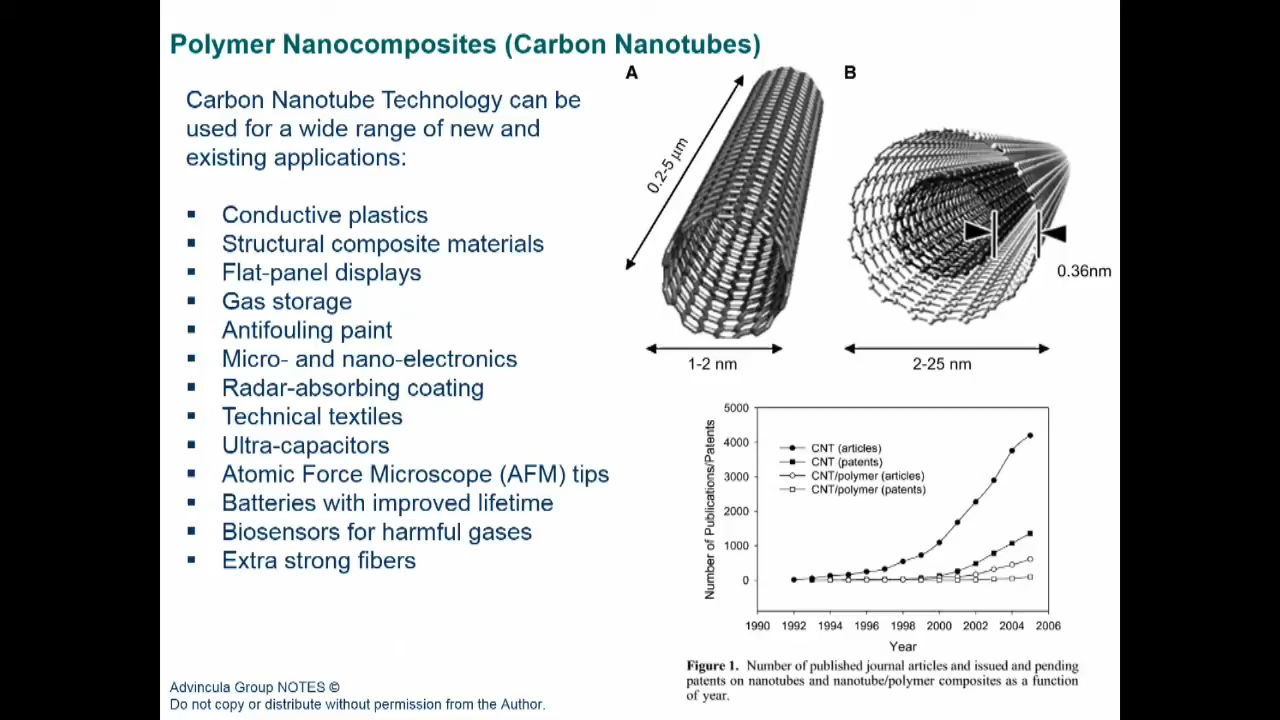 Polymer Nanocomposites (Carbon Nanotubes)
Carbon Nanotube Technology can be
used for a wide range of new and
existing applications:
▪ Conductive plastics
▪ Structural composite materials
▪ Flat-panel displays
▪ Gas storage
▪ Antifouling paint
▪ Micro- and nano-electronics
▪ Radar-absorbing coating
▪ Technical textiles
▪ Ultra-capacitors
▪ Atomic Force Microscope (AFM) tips
▪ Batteries with improved lifetime
▪ Biosensors for harmful gases
▪ Extra strong fibers
A
0.2-5 μm
1-2 nm
B
0.36nm
2-25 nm
Number of Publications/Patents
5000
4000
3000
2000
1000
0
CNT (articles)
CNT (patents)
CNT/polymer (articles)
CNT/polymer (patents)
1990 1992 1994 1996 1998 2000 2002 2004 2006
Year
Figure 1. Number of published journal articles and issued and pending
patents on nanotubes and nanotube/polymer composites as a function
of year.
Advincula Group NOTES ©
Do not copy or distribute without permission from the Author.